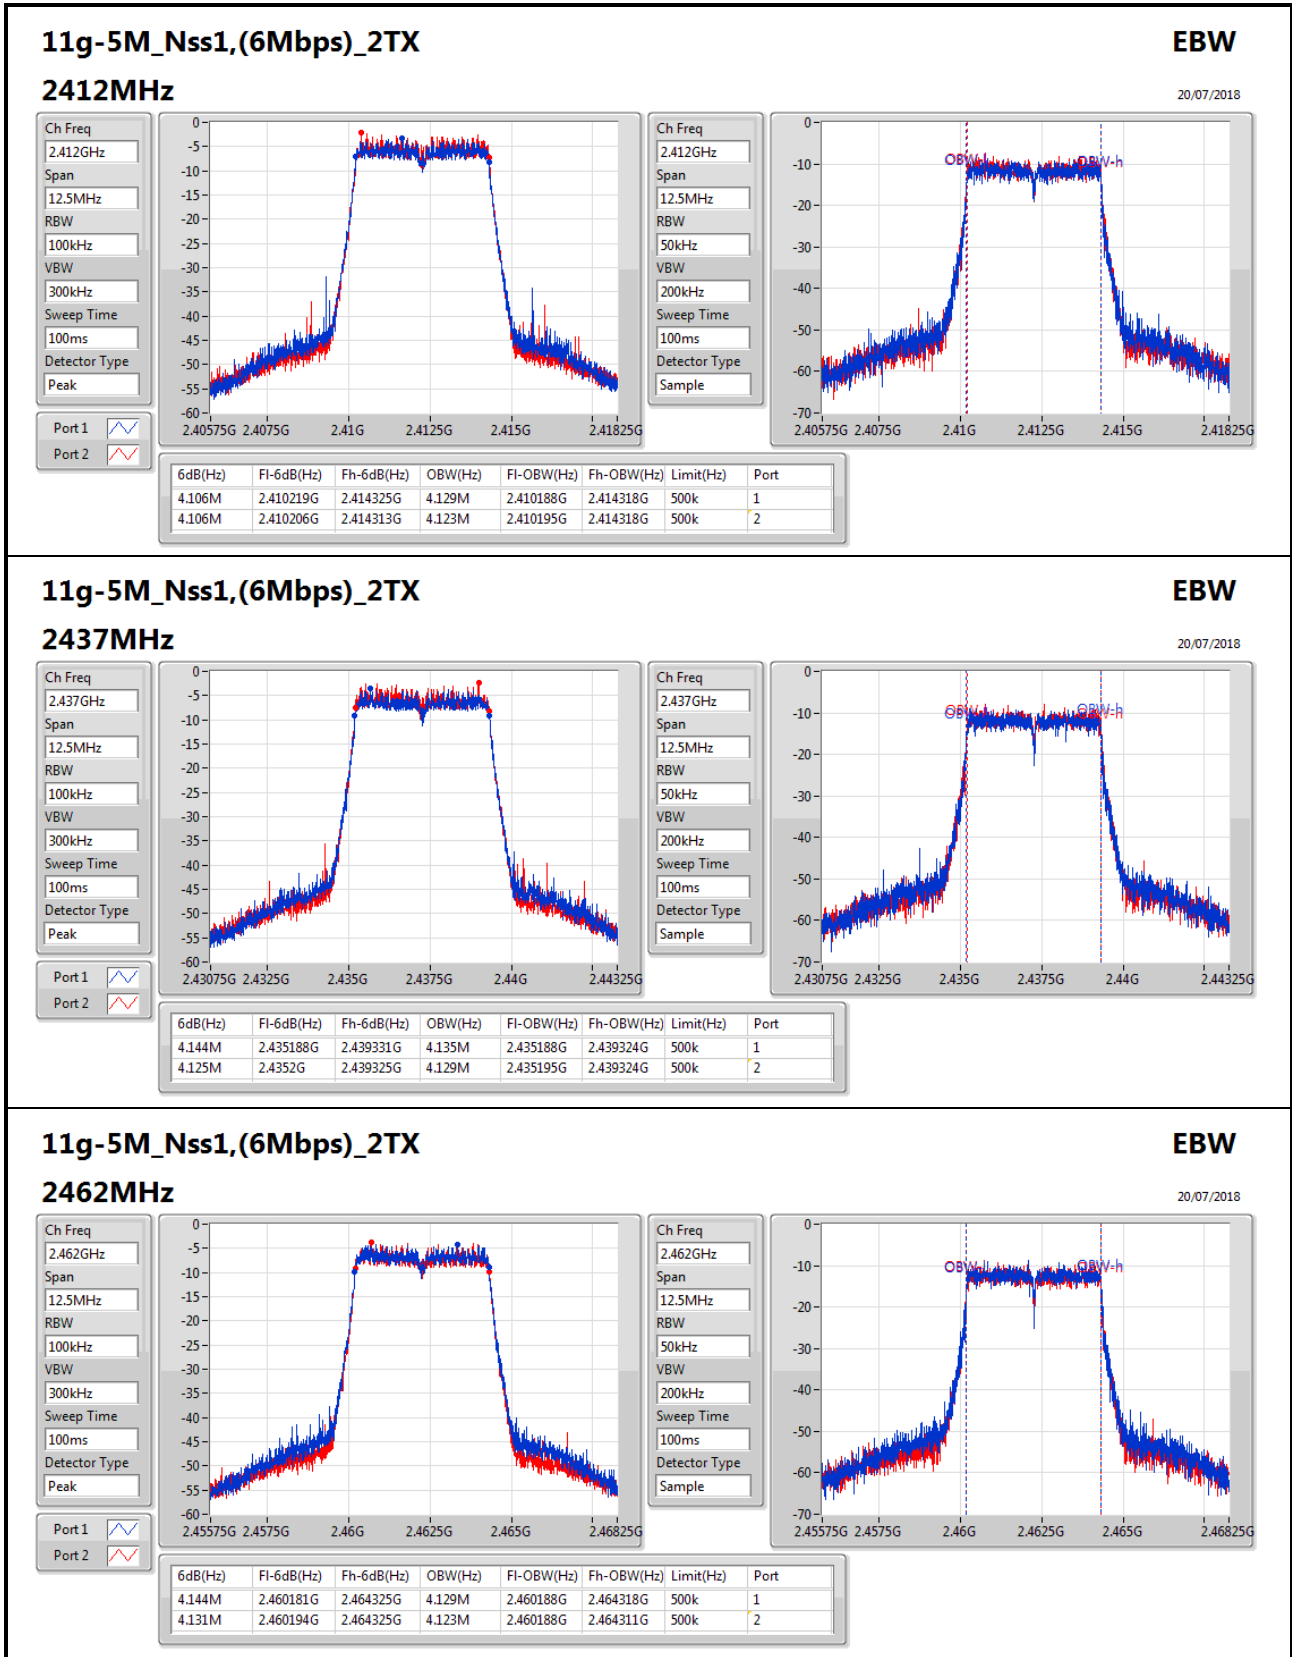 11g-5M_Nss1,(6Mbps)_2TX EBW
2412MHz 20/07/2018
Ch Freq
2.412GHz
Span
12.5MHz
RBW
100kHz
VBW
300kHz
Sweep Time
100ms
Detector Type
Peak
Port 1
Port 2
0
-5
-10
-15
-20
-25
-30
-35
-40
-45
-50
-55
-60
2.40575G 2.4075G 2.41G 2.4125G 2.415G 2.41825G
Ch Freq
2.412GHz
Span
12.5MHz
RBW
50kHz
VBW
200kHz
Sweep Time
100ms
Detector Type
Sample
0
-10
-20
-30
-40
-50
-60
-70
OBW-l OBW-h
2.40575G 2.4075G 2.41G 2.4125G 2.415G 2.41825G
6dB(Hz) Fl-6dB(Hz) Fh-6dB(Hz) OBW(Hz) Fl-OBW(Hz) Fh-OBW(Hz) Limit(Hz) Port
4.106M 2.410219G 2.414325G 4.129M 2.410188G 2.414318G 500k 1
4.106M 2.410206G 2.414313G 4.123M 2.410195G 2.414318G 500k 2
11g-5M_Nss1,(6Mbps)_2TX EBW
2437MHz 20/07/2018
Ch Freq
2.437GHz
Span
12.5MHz
RBW
100kHz
VBW
300kHz
Sweep Time
100ms
Detector Type
Peak
Port 1
Port 2
0
-5
-10
-15
-20
-25
-30
-35
-40
-45
-50
-55
-60
2.43075G 2.4325G 2.435G 2.4375G 2.44G 2.44325G
Ch Freq
2.437GHz
Span
12.5MHz
RBW
50kHz
VBW
200kHz
Sweep Time
100ms
Detector Type
Sample
0
-10
-20
-30
-40
-50
-60
-70
OBW-l OBW-h
2.43075G 2.4325G 2.435G 2.4375G 2.44G 2.44325G
6dB(Hz) Fl-6dB(Hz) Fh-6dB(Hz) OBW(Hz) Fl-OBW(Hz) Fh-OBW(Hz) Limit(Hz) Port
4.144M 2.435188G 2.439331G 4.135M 2.435188G 2.439324G 500k 1
4.125M 2.4352G 2.439325G 4.129M 2.435195G 2.439324G 500k 2
11g-5M_Nss1,(6Mbps)_2TX EBW
2462MHz 20/07/2018
Ch Freq
2.462GHz
Span
12.5MHz
RBW
100kHz
VBW
300kHz
Sweep Time
100ms
Detector Type
Peak
Port 1
Port 2
0
-5
-10
-15
-20
-25
-30
-35
-40
-45
-50
-55
-60
2.45575G 2.4575G 2.46G 2.4625G 2.465G 2.46825G
Ch Freq
2.462GHz
Span
12.5MHz
RBW
50kHz
VBW
200kHz
Sweep Time
100ms
Detector Type
Sample
0
-10
-20
-30
-40
-50
-60
-70
OBW-l OBW-h
2.45575G 2.4575G 2.46G 2.4625G 2.465G 2.46825G
6dB(Hz) Fl-6dB(Hz) Fh-6dB(Hz) OBW(Hz) Fl-OBW(Hz) Fh-OBW(Hz) Limit(Hz) Port
4.144M 2.460181G 2.464325G 4.129M 2.460188G 2.464318G 500k 1
4.131M 2.460194G 2.464325G 4.123M 2.460188G 2.464311G 500k 2